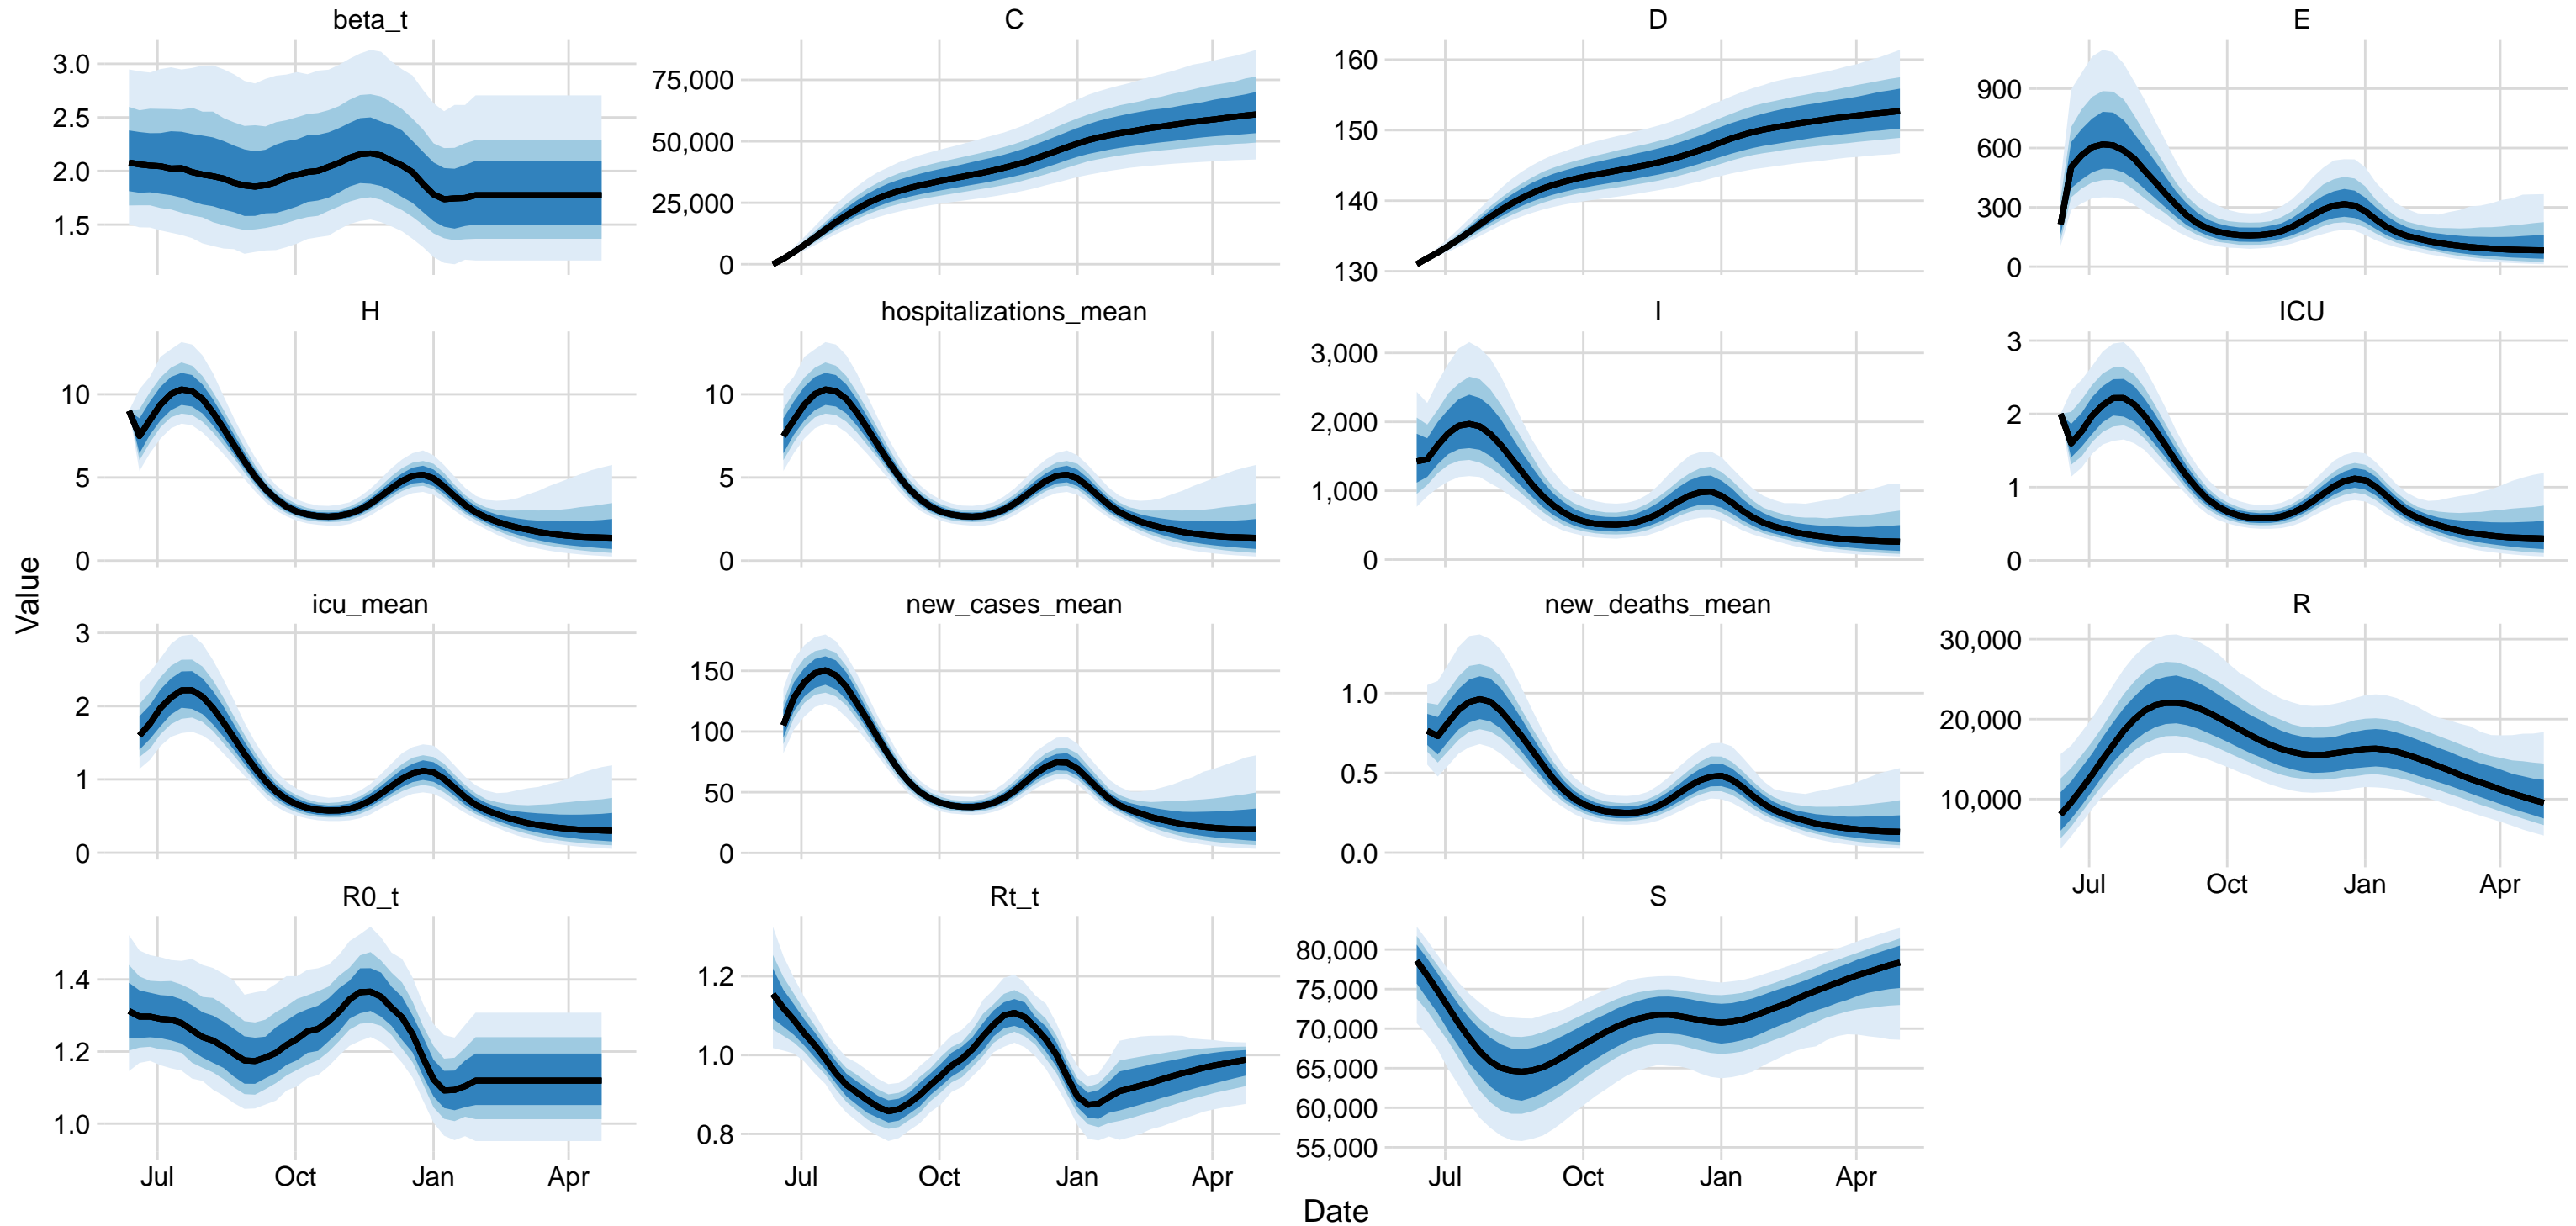 beta_t
C
D
E
3.0
2.5
2.0
1.5
75,000
50,000
25,000
0
160
150
140
130
900
600
300
0
H
hospitalizations_mean
I
ICU
10
5
0
10
5
0
3,000
2,000
1,000
0
3
2
1
0
icu_mean
new_cases_mean
new_deaths_mean
R
3
2
1
0
150
100
50
0
1.0
0.5
0.0
30,000
20,000
10,000
Jul
Oct
Jan
Apr
R0_t
Rt_t
S
1.4
1.2
1.0
1.2
1.0
0.8
80,000
75,000
70,000
65,000
60,000
55,000
Jul
Oct
Jan
Apr
Jul
Oct
Jan
Apr
Jul
Oct
Jan
Apr
Value
Date